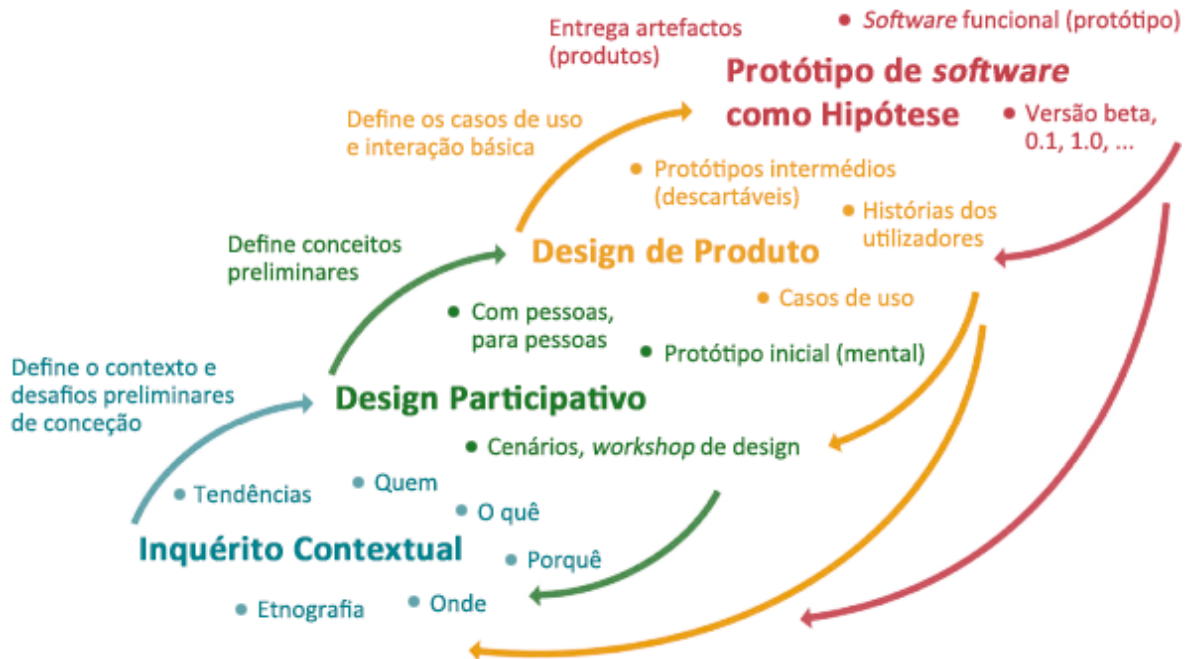 Entrega artefactos
(produtos)
• Software funcional (protótipo)
Protótipo de software
como Hipótese
• Versão beta,
0.1, 1.0, ...
Define os casos de uso
e interação básica
• Protótipos intermédios
(descartáveis)
• Histórias dos
utilizadores
Design de Produto
• Casos de uso
Define conceitos
preliminares
• Com pessoas,
para pessoas
• Protótipo inicial (mental)
Design Participativo
• Cenários, workshop de design
Define o contexto e
desafios preliminares
de conceção
• Tendências
• Quem
• O quê
Inquérito Contextual
• Porquê
• Etnografia
• Onde